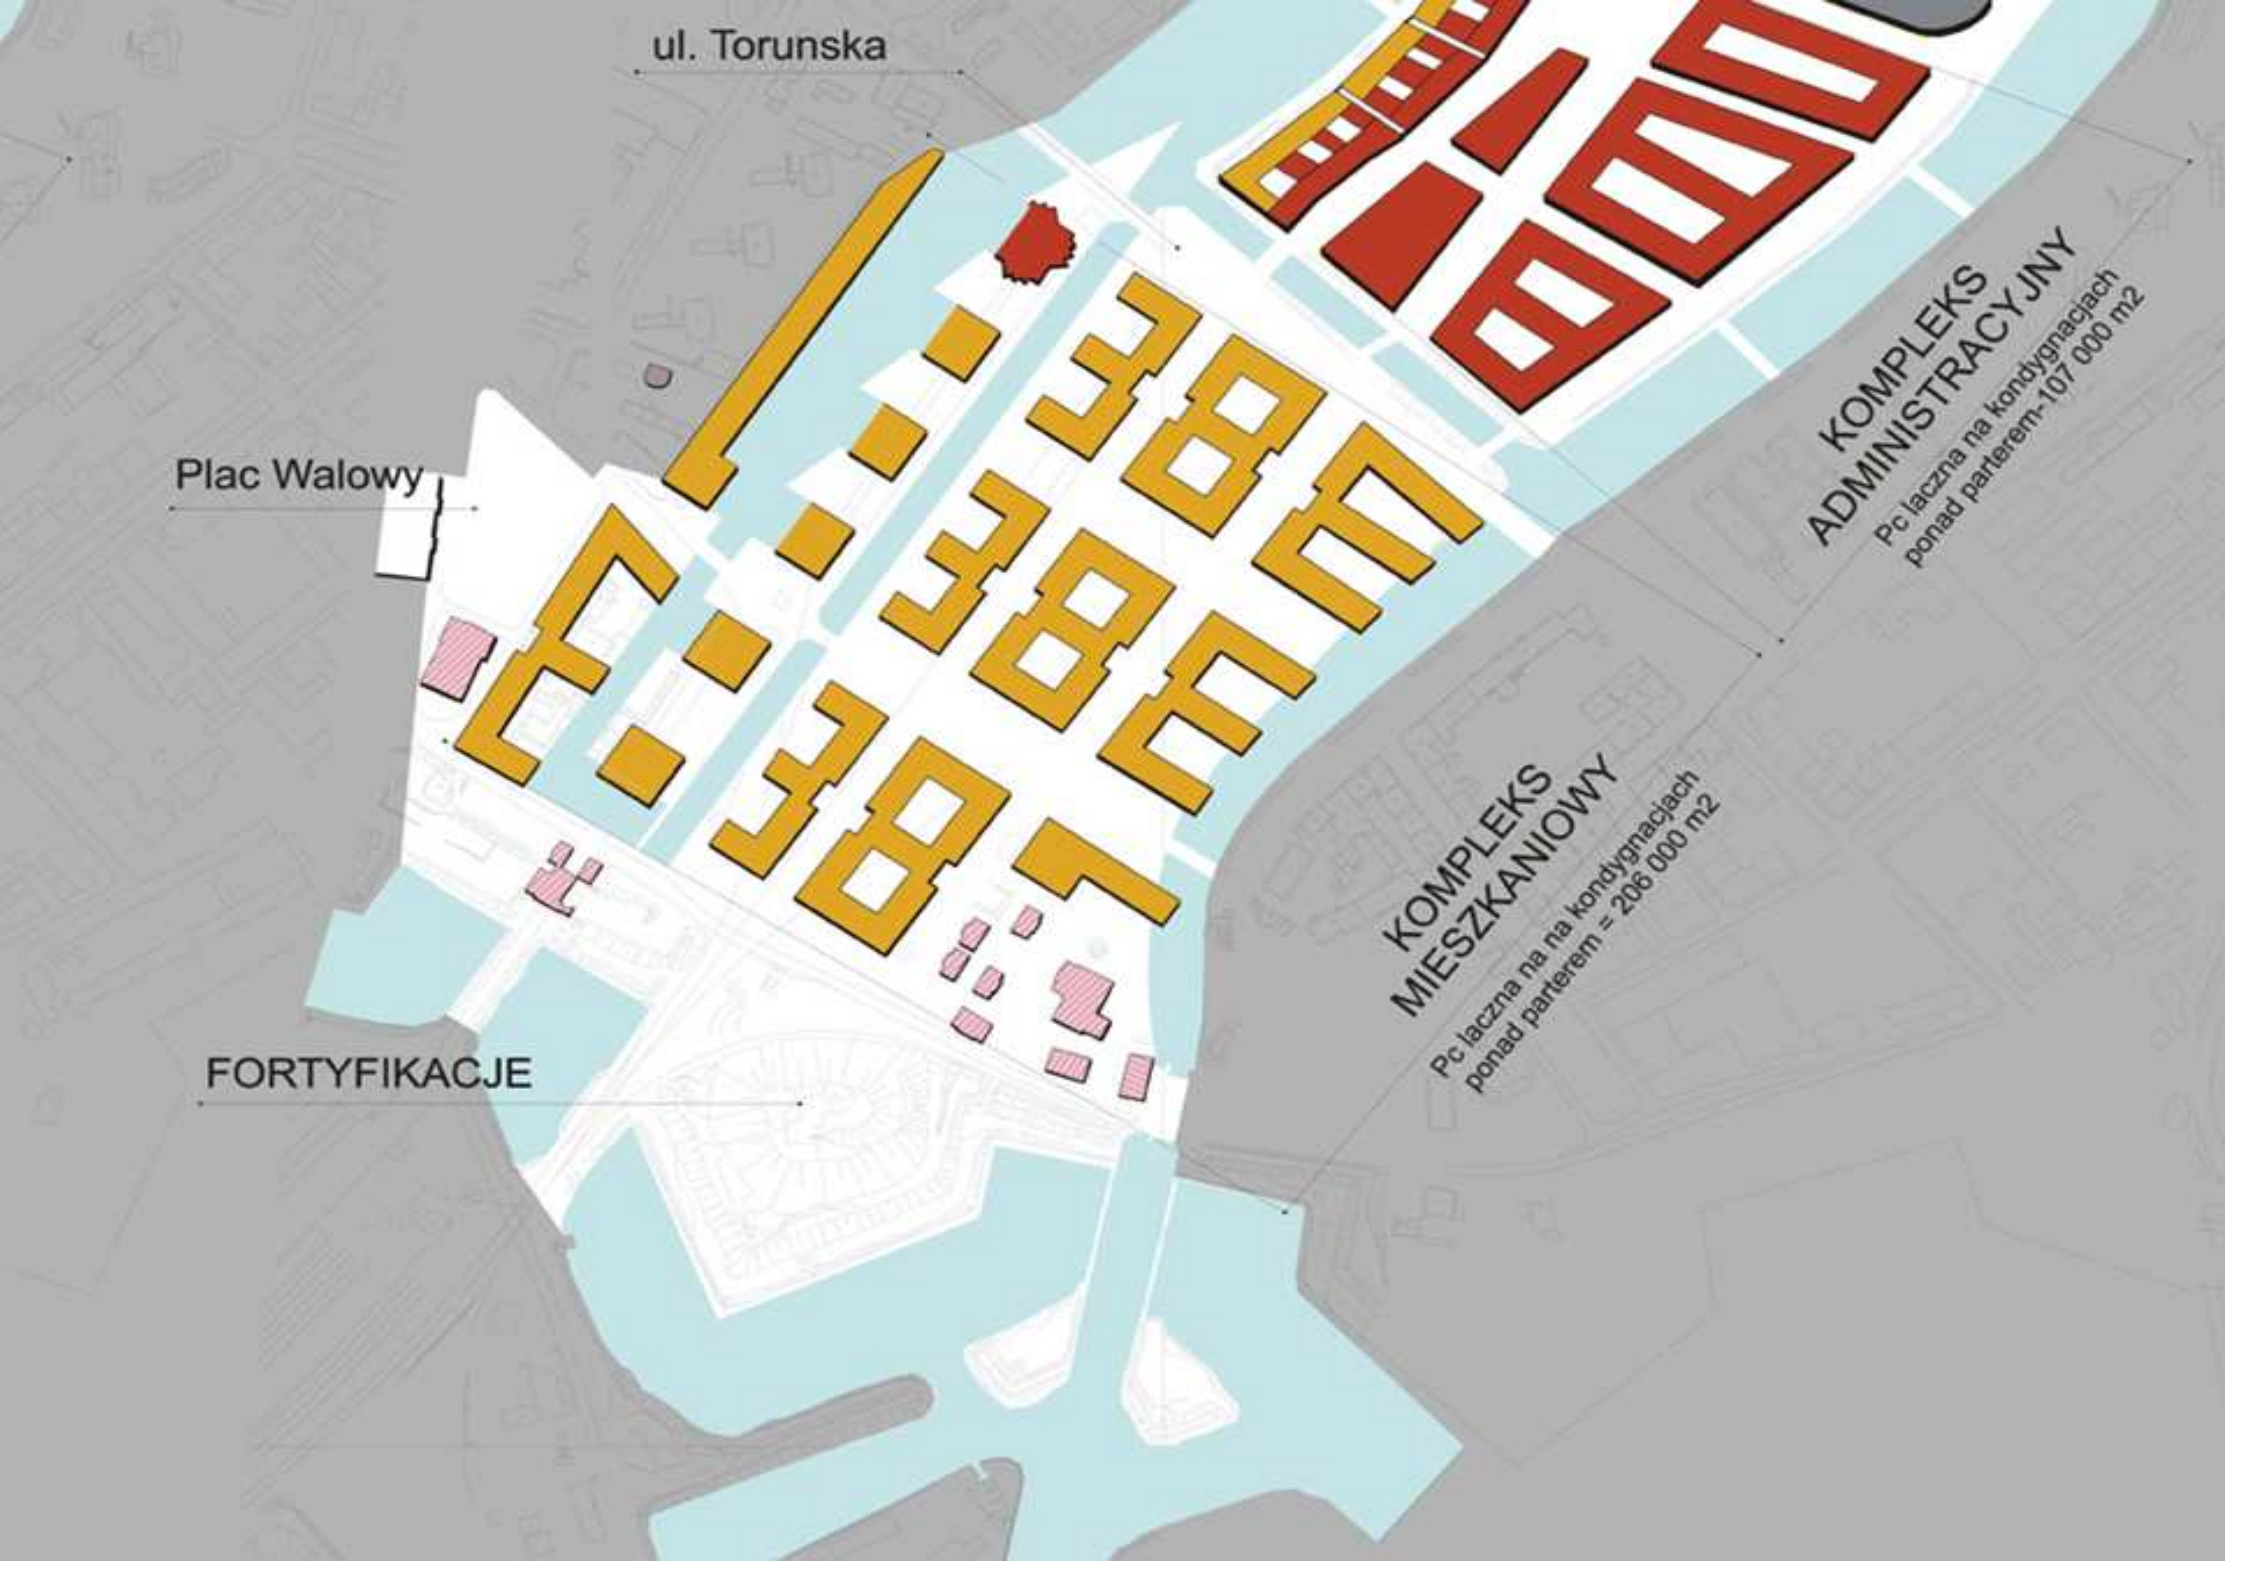 ul. Torunska
Plac Walowy
KOMPLEKS
ADMINISTRACYJNY
Pc laczna na kondygnacjach
ponad parterem-107 000 m2
KOMPLEKS
MIESZKANIOWY
Pc laczna na na kondygnacjach
ponad parterem = 206 000 m2
FORTYFIKACJE